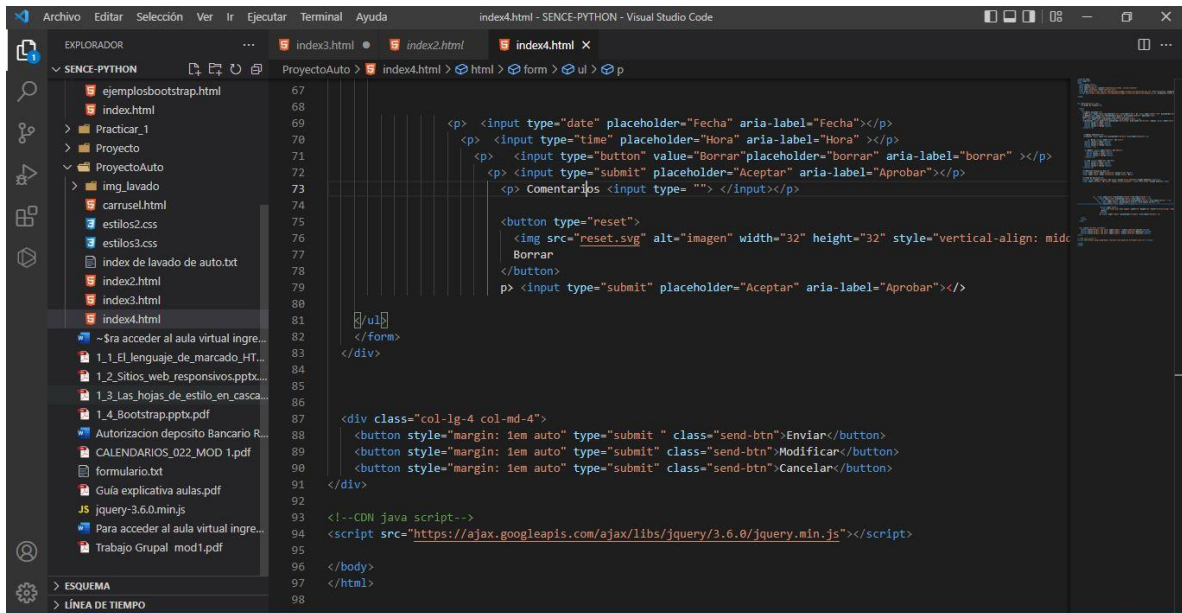 Archivo Editar Selección Ver Ir Ejecutar Terminal Ayuda
index4.html - SENCE-PYTHON - Visual Studio Code
EXPLORADOR
SENCE-PYTHON
ejemplosbootstrap.html
index.html
Practicar_1
Proyecto
ProyectoAuto
img_lavado
carrusel.html
estilos2.css
estilos3.css
index de lavado de auto.txt
index2.html
index3.html
index4.html
~$ra acceder al aula virtual ingre...
1_1_El_lenguaje_de_marcado_HT...
1_2_Sitios_web_responsivos.pptx....
1_3_Las_hojas_de_estilo_en_casca...
1_4_Bootstrap.pptx.pdf
Autorizacion deposito Bancario R...
CALENDARIOS_022_MOD 1.pdf
formulario.txt
Guía explicativa aulas.pdf
JS jquery-3.6.0.min.js
Para acceder al aula virtual ingre...
Trabajo Grupal mod1.pdf
ESQUEMA
LÍNEA DE TIEMPO
index3.html index2.html index4.html
ProyectoAuto > index4.html > html > form > ul > p
67
68
69 <p> <input type="date" placeholder="Fecha" aria-label="Fecha"></p>
70 <p> <input type="time" placeholder="Hora" aria-label="Hora" ></p>
71 <p> <input type="button" value="Borrar"placeholder="borrar" aria-label="borrar" ></p>
72 <p> <input type="submit" placeholder="Aceptar" aria-label="Aprobar"></p>
73 <p> Comentarios <input type= ""> </input></p>
74
75 <button type="reset">
76 <img src="reset.svg" alt="imagen" width="32" height="32" style="vertical-align: midd
77 Borrar
78 </button>
79 p> <input type="submit" placeholder="Aceptar" aria-label="Aprobar"></>
80
81 </ul>
82 </form>
83 </div>
84
85
86
87 <div class="col-lg-4 col-md-4">
88 <button style="margin: 1em auto" type="submit " class="send-btn">Enviar</button>
89 <button style="margin: 1em auto" type="submit" class="send-btn">Modificar</button>
90 <button style="margin: 1em auto" type="submit" class="send-btn">Cancelar</button>
91 </div>
92
93 <!--CDN java script-->
94 <script src="https://ajax.googleapis.com/ajax/libs/jquery/3.6.0/jquery.min.js"></script>
95
96 </body>
97 </html>
98